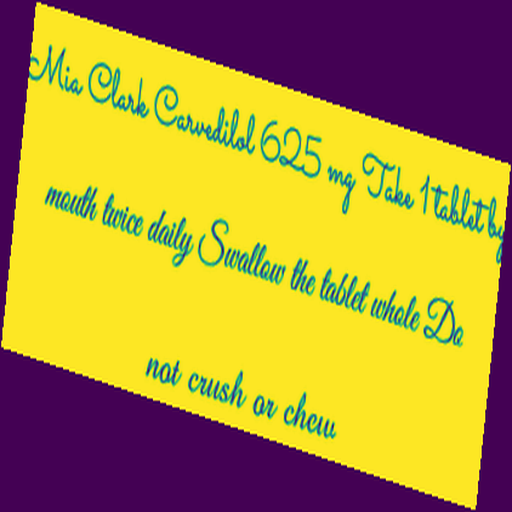 Mia Clark Carvedilol 625 mg Take 1 tablet by
mouth twice daily Swallow the tablet whole Do
not crush or chew